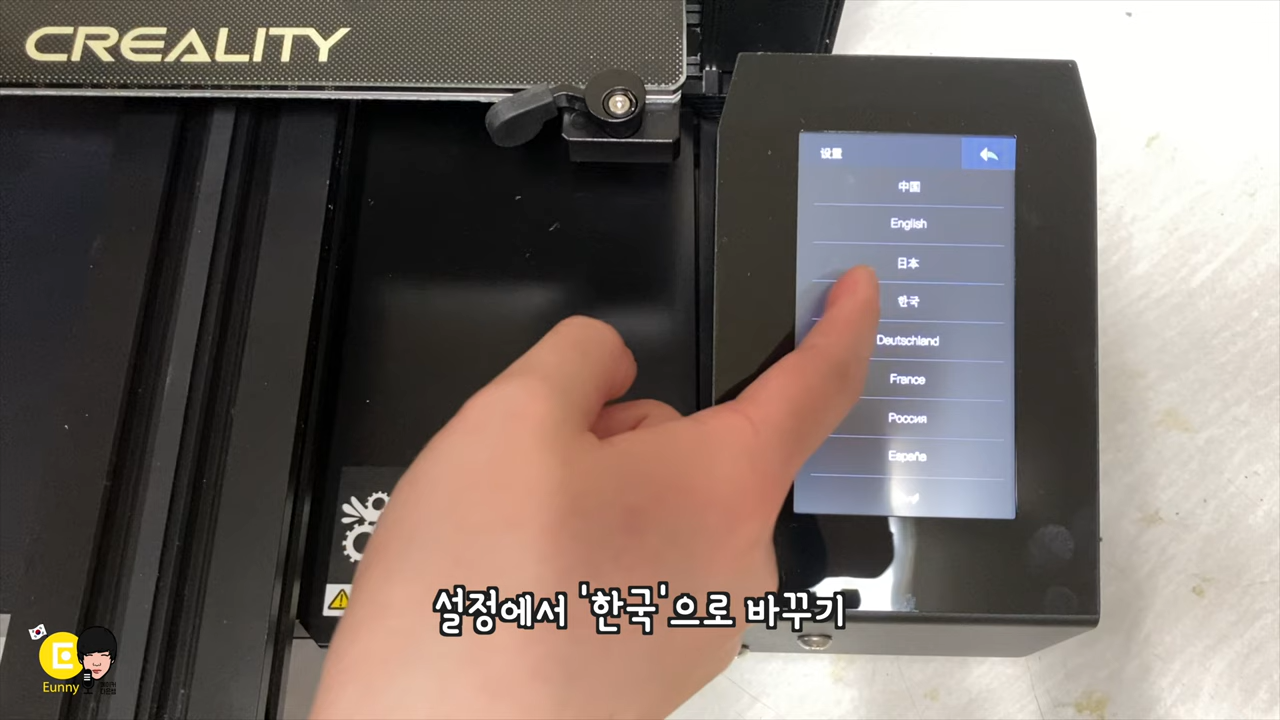 CREALITY
设置
中国
English
日本
한국
Deutschland
France
Россия
España
설정에서 '한국'으로 바꾸기
E
Eunny